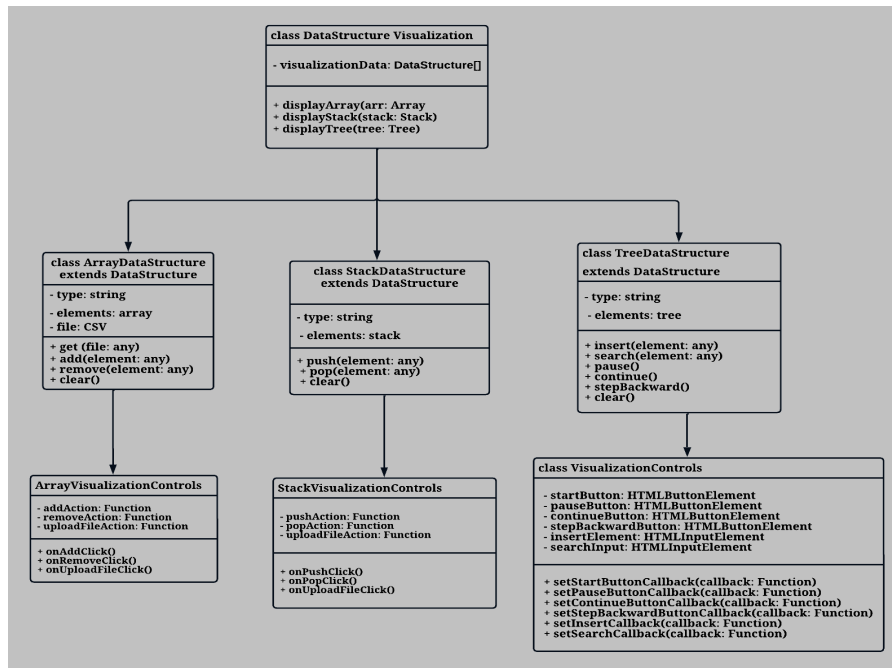 class DataStructure Visualization
- visualizationData: DataStructure[]
+ displayArray(arr: Array
+ displayStack(stack: Stack)
+ displayTree(tree: Tree)
class ArrayDataStructure
extends DataStructure
- type: string
- elements: array
- file: CSV
+ get (file: any)
+ add(element: any)
+ remove(element: any)
+ clear()
class StackDataStructure
extends DataStructure
- type: string
- elements: stack
+ push(element: any)
+ pop(element: any)
+ clear()
class TreeDataStructure
extends DataStructure
- type: string
- elements: tree
+ insert(element: any)
+ search(element: any)
+ pause()
+ continue()
+ stepBackward()
+ clear()
ArrayVisualizationControls
- addAction: Function
- removeAction: Function
- uploadFileAction: Function
+ onAddClick()
+ onRemoveClick()
+ onUploadFileClick()
StackVisualizationControls
- pushAction: Function
- popAction: Function
- uploadFileAction: Function
+ onPushClick()
+ onPopClick()
+ onUploadFileClick()
class VisualizationControls
- startButton: HTMLButtonElement
- pauseButton: HTMLButtonElement
- continueButton: HTMLButtonElement
- stepBackwardButton: HTMLButtonElement
- insertElement: HTMLInputElement
- searchInput: HTMLInputElement
+ setStartButtonCallback(callback: Function)
+ setPauseButtonCallback(callback: Function)
+ setContinueButtonCallback(callback: Function)
+ setStepBackwardButtonCallback(callback: Function)
+ setInsertCallback(callback: Function)
+ setSearchCallback(callback: Function)